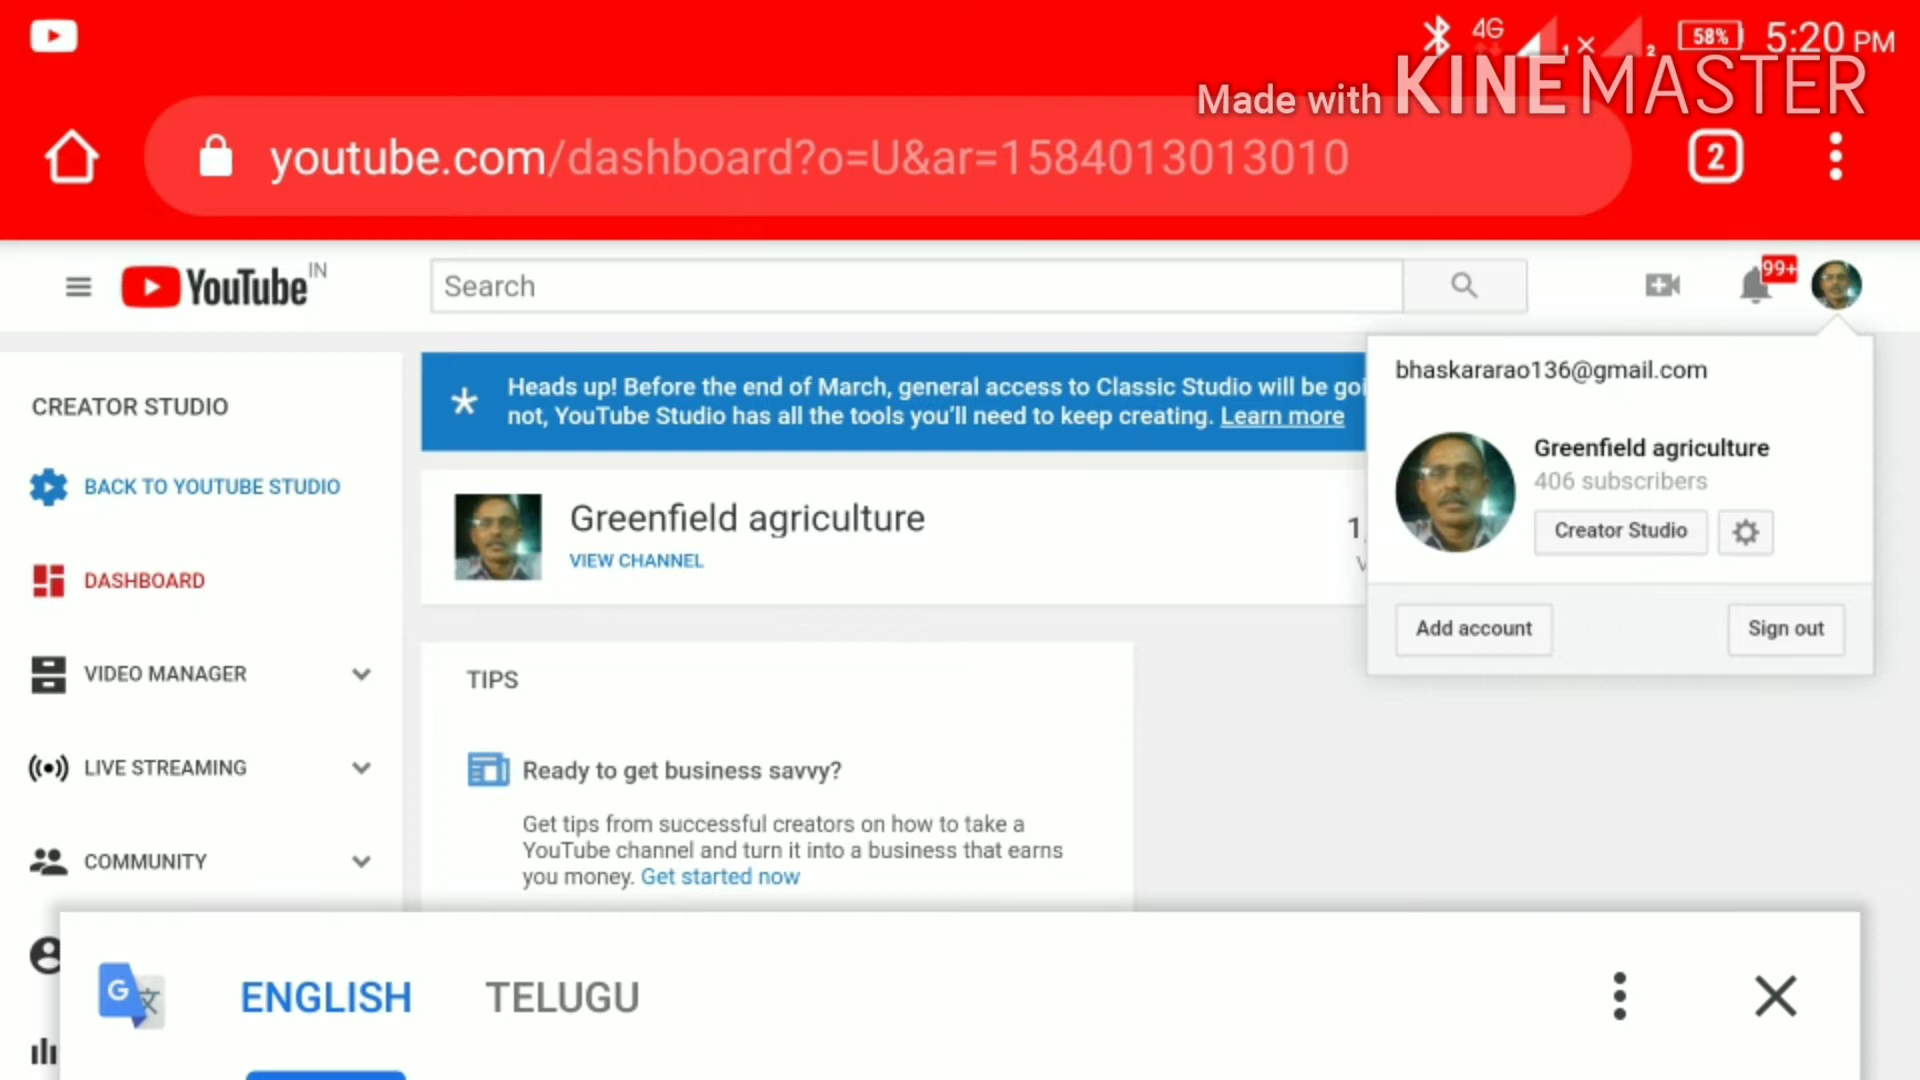 4G 1 2 58% 5:20 PM
Made with KINEMASTER
youtube.com/dashboard?o=U&ar=1584013013010
2
YouTube IN
Search
99+
bhaskararao136@gmail.com
CREATOR STUDIO
Heads up! Before the end of March, general access to Classic Studio will be goi
not, YouTube Studio has all the tools you'll need to keep creating. Learn more
Greenfield agriculture
406 subscribers
Creator Studio
BACK TO YOUTUBE STUDIO
Greenfield agriculture
VIEW CHANNEL
1,
DASHBOARD
Add account
Sign out
VIDEO MANAGER
TIPS
LIVE STREAMING
Ready to get business savvy?
Get tips from successful creators on how to take a
YouTube channel and turn it into a business that earns
you money. Get started now
COMMUNITY
G 文
ENGLISH TELUGU